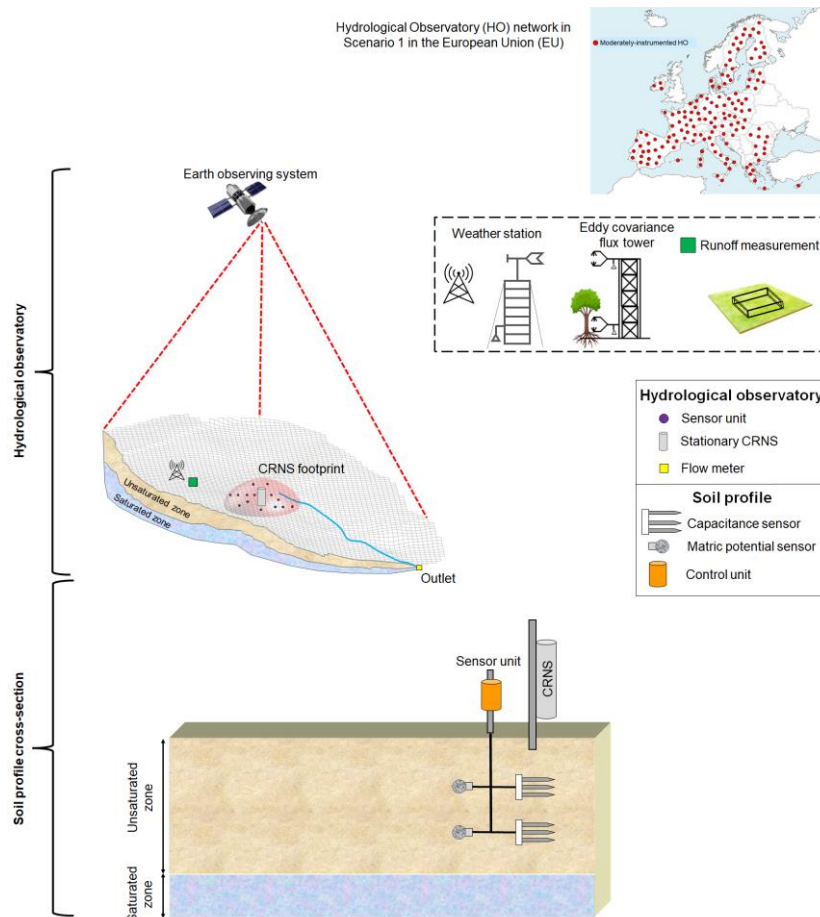 Hydrological Observatory (HO) network in
Scenario 1 in the European Union (EU)
Moderately-instrumented HO
Earth observing system
Weather station
Eddy covariance
flux tower
Runoff measurement
Hydrological observatory
CRNS footprint
Unsaturated zone
Saturated zone
Outlet
Hydrological observatory
Sensor unit
Stationary CRNS
Flow meter
Soil profile
Capacitance sensor
Matric potential sensor
Control unit
Soil profile cross-section
Sensor unit
CRNS
Unsaturated
zone
Saturated
zone